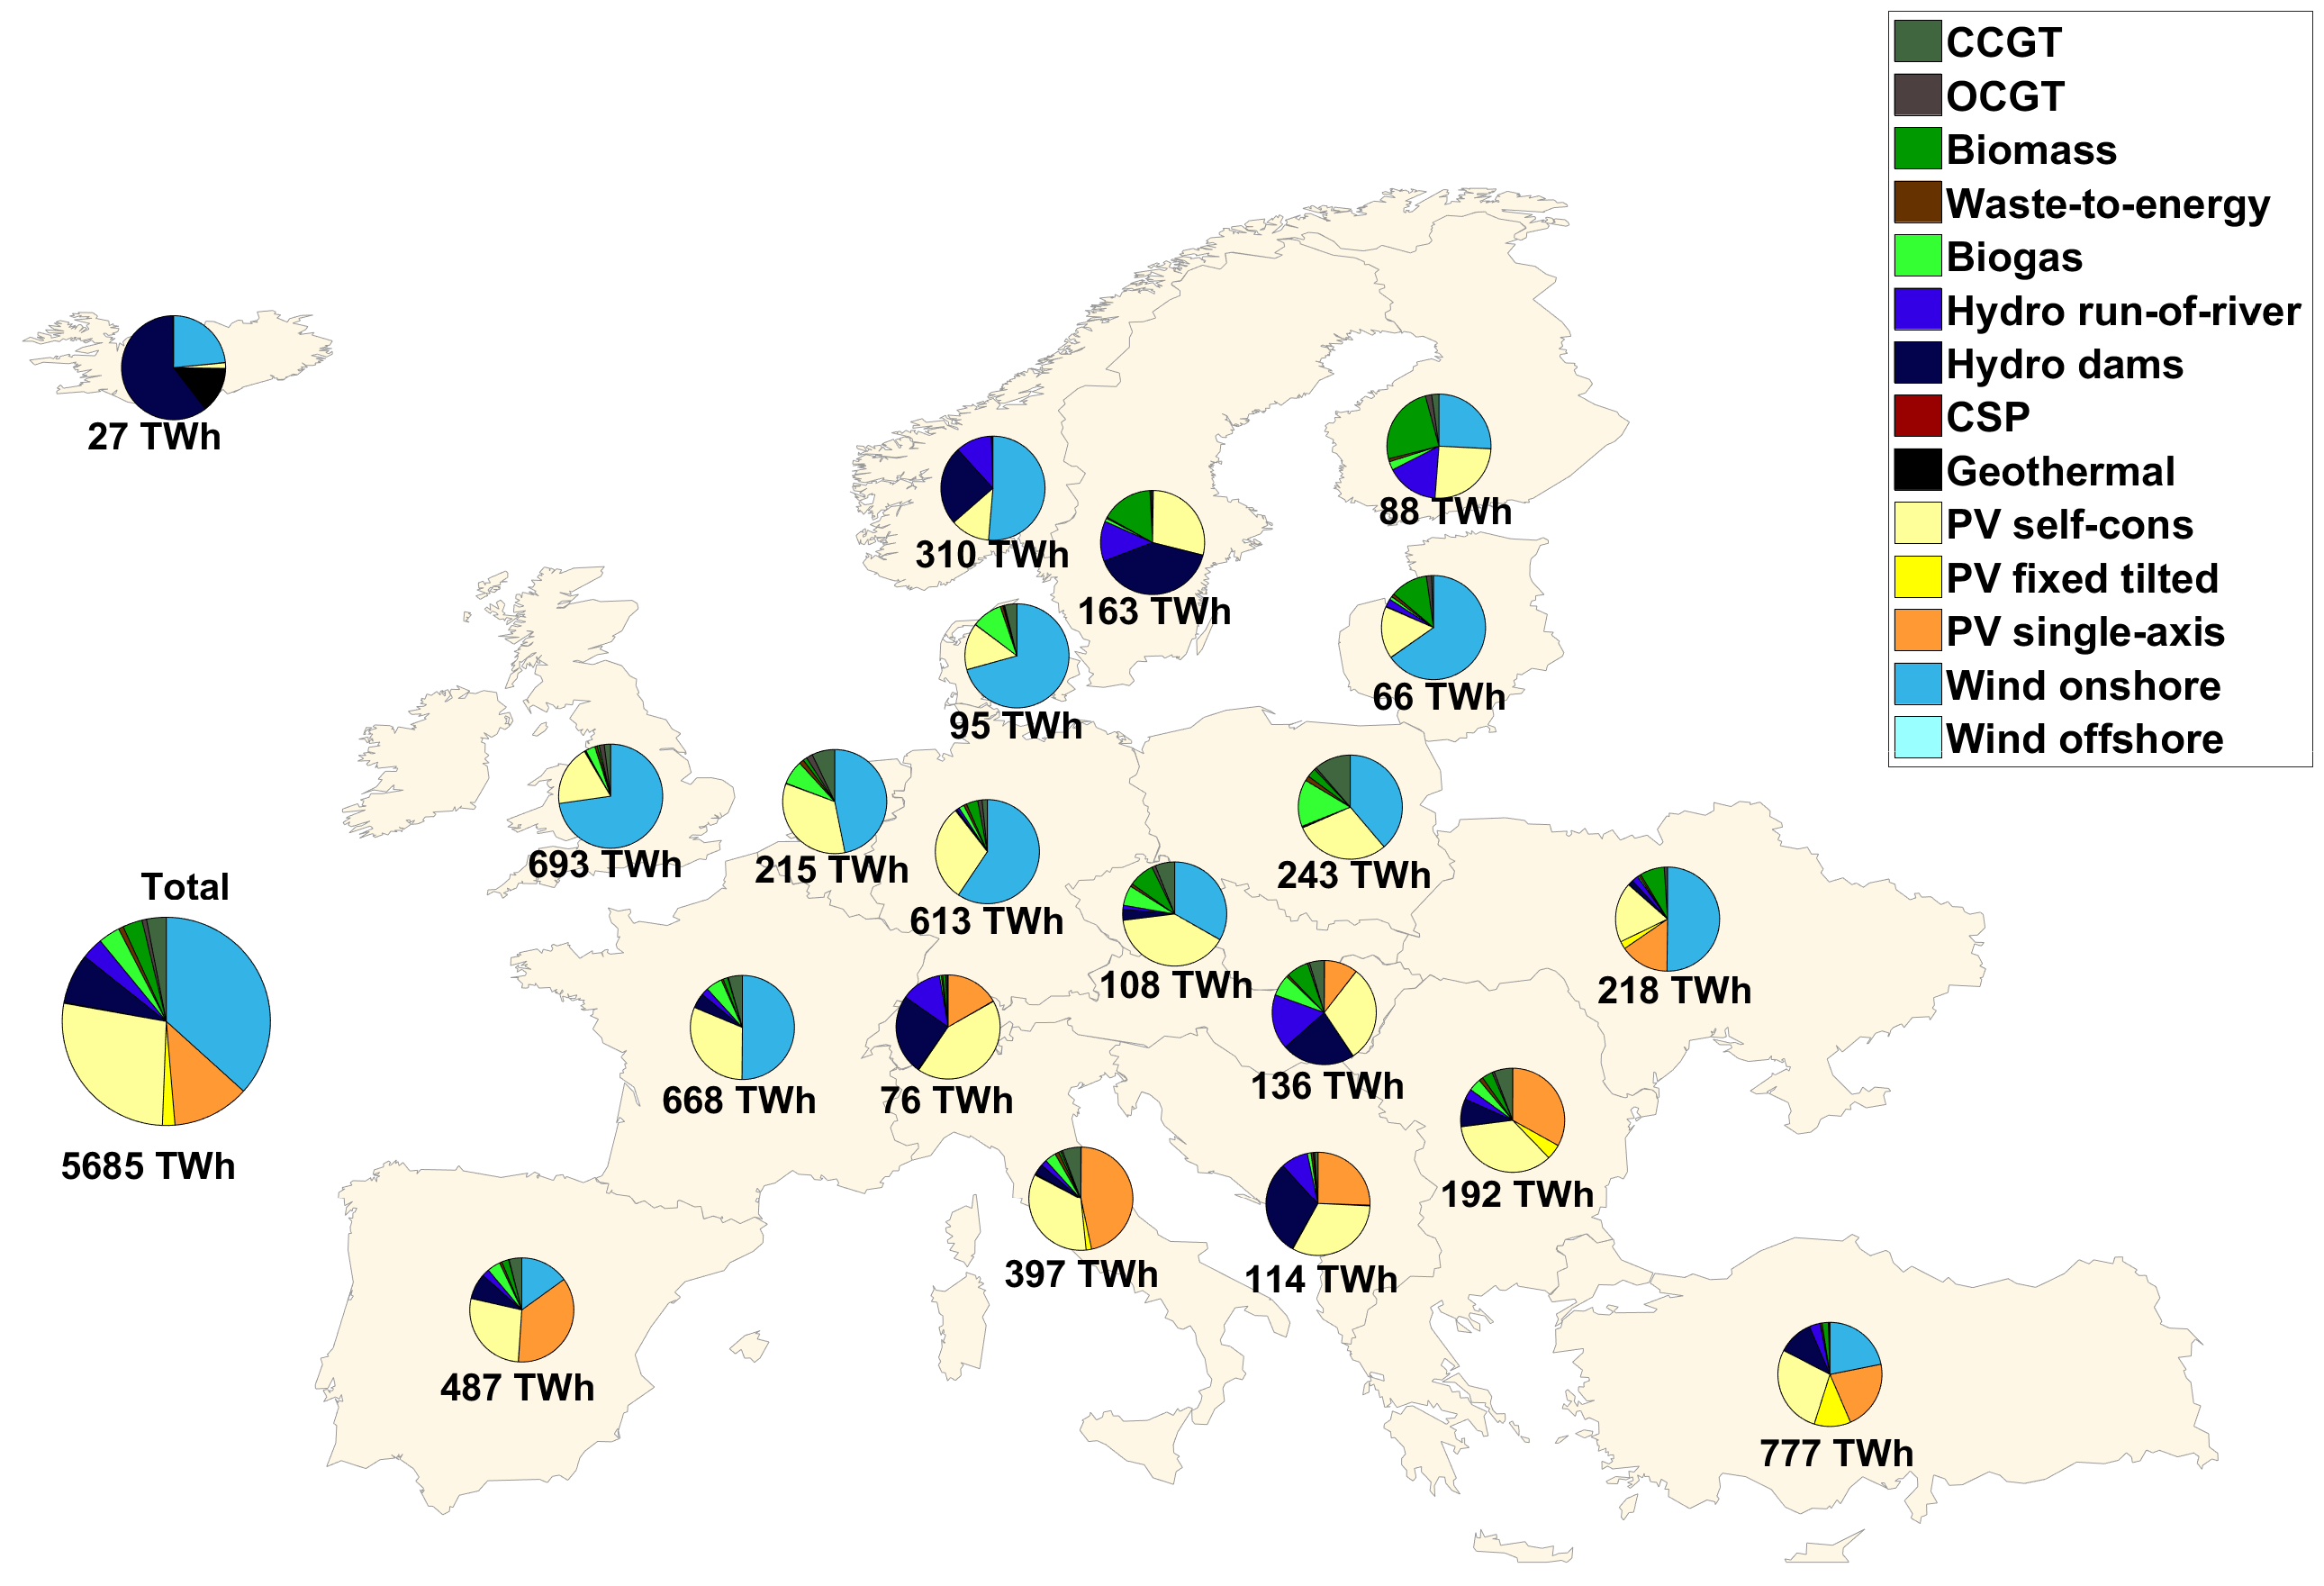 CCGT
OCGT
Biomass
Waste-to-energy
Biogas
Hydro run-of-river
Hydro dams
CSP
Geothermal
PV self-cons
PV fixed tilted
PV single-axis
Wind onshore
Wind offshore
27 TWh
88 TWh
310 TWh
163 TWh
66 TWh
95 TWh
693 TWh
215 TWh
243 TWh
Total
613 TWh
108 TWh
218 TWh
668 TWh
76 TWh
136 TWh
5685 TWh
192 TWh
397 TWh
114 TWh
487 TWh
777 TWh